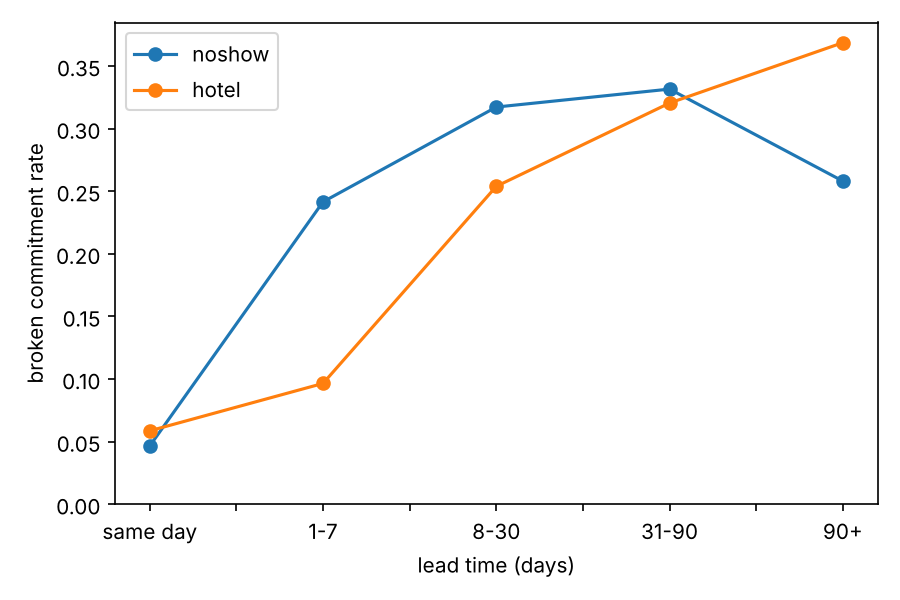 noshow
hotel
broken commitment rate
0.35
0.30
0.25
0.20
0.15
0.10
0.05
0.00
same day 1-7 8-30 31-90 90+
lead time (days)